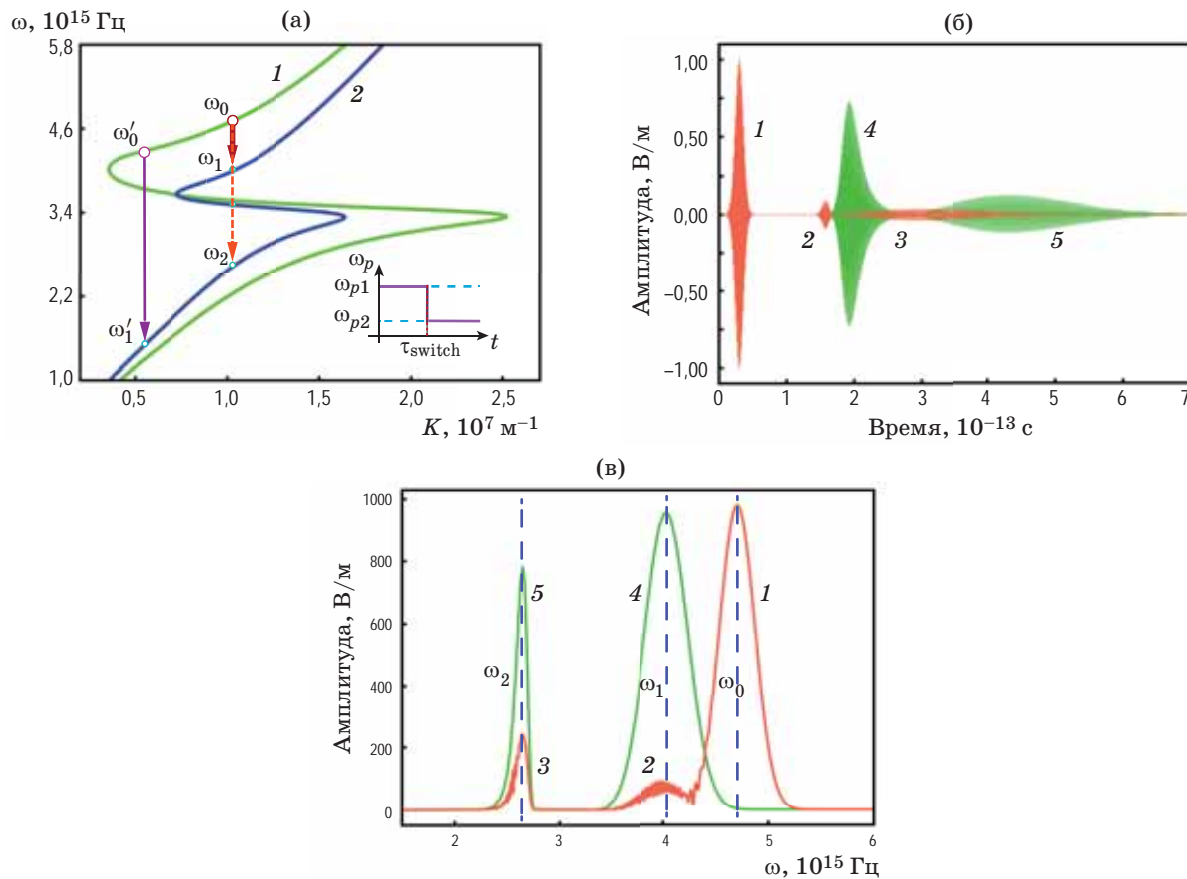 (а)
ω, 10¹⁵ Гц
5,8
4,6
3,4
2,2
1,0
0,5
1,0
1,5
2,0
2,5
K, 10⁷ м⁻¹
1
2
ω₀
ω₀′
ω₁
ω₂
ω₁′
ωₚ
ωₚ₁
ωₚ₂
τ_switch
t
(б)
Амплитуда, В/м
1,00
0,50
0,00
−0,50
−1,00
0 1 2 3 4 5 6 7
Время, 10⁻¹³ с
1
4
2
3
5
(в)
Амплитуда, В/м
1000
800
600
400
200
0
2 3 4 5 6
ω, 10¹⁵ Гц
5
4
1
ω₂
ω₁
ω₀
3
2